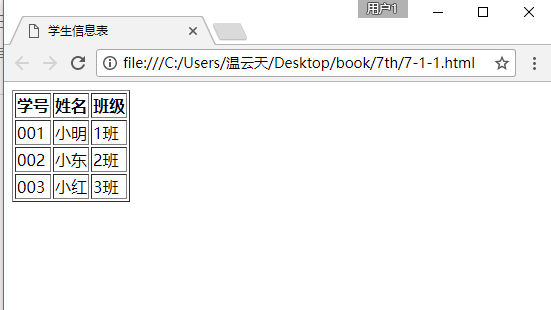 用户1
学生信息表
file:///C:/Users/温云天/Desktop/book/7th/7-1-1.html
学号 姓名 班级
001 小明 1班
002 小东 2班
003 小红 3班